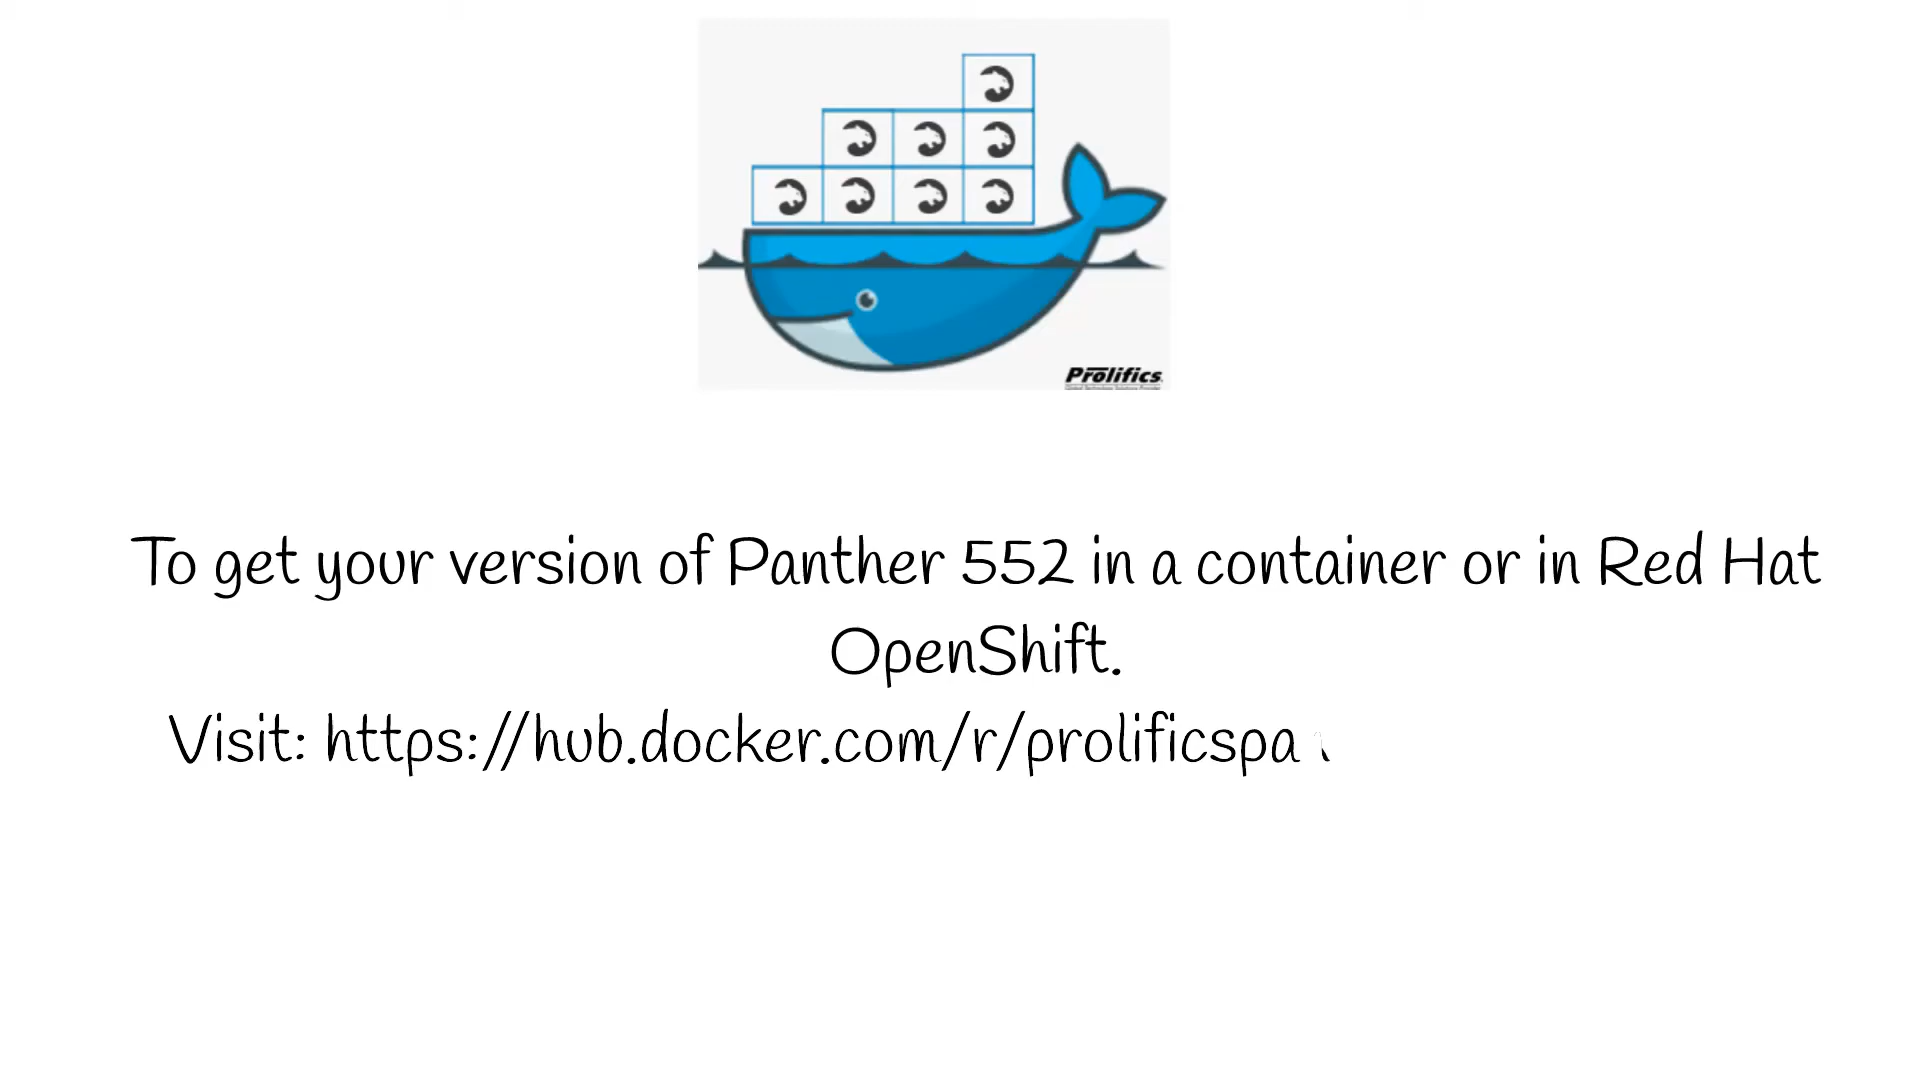 Prolifics
To get your version of Panther 552 in a container or in Red Hat
OpenShift.
Visit: https://hub.docker.com/r/prolificspa